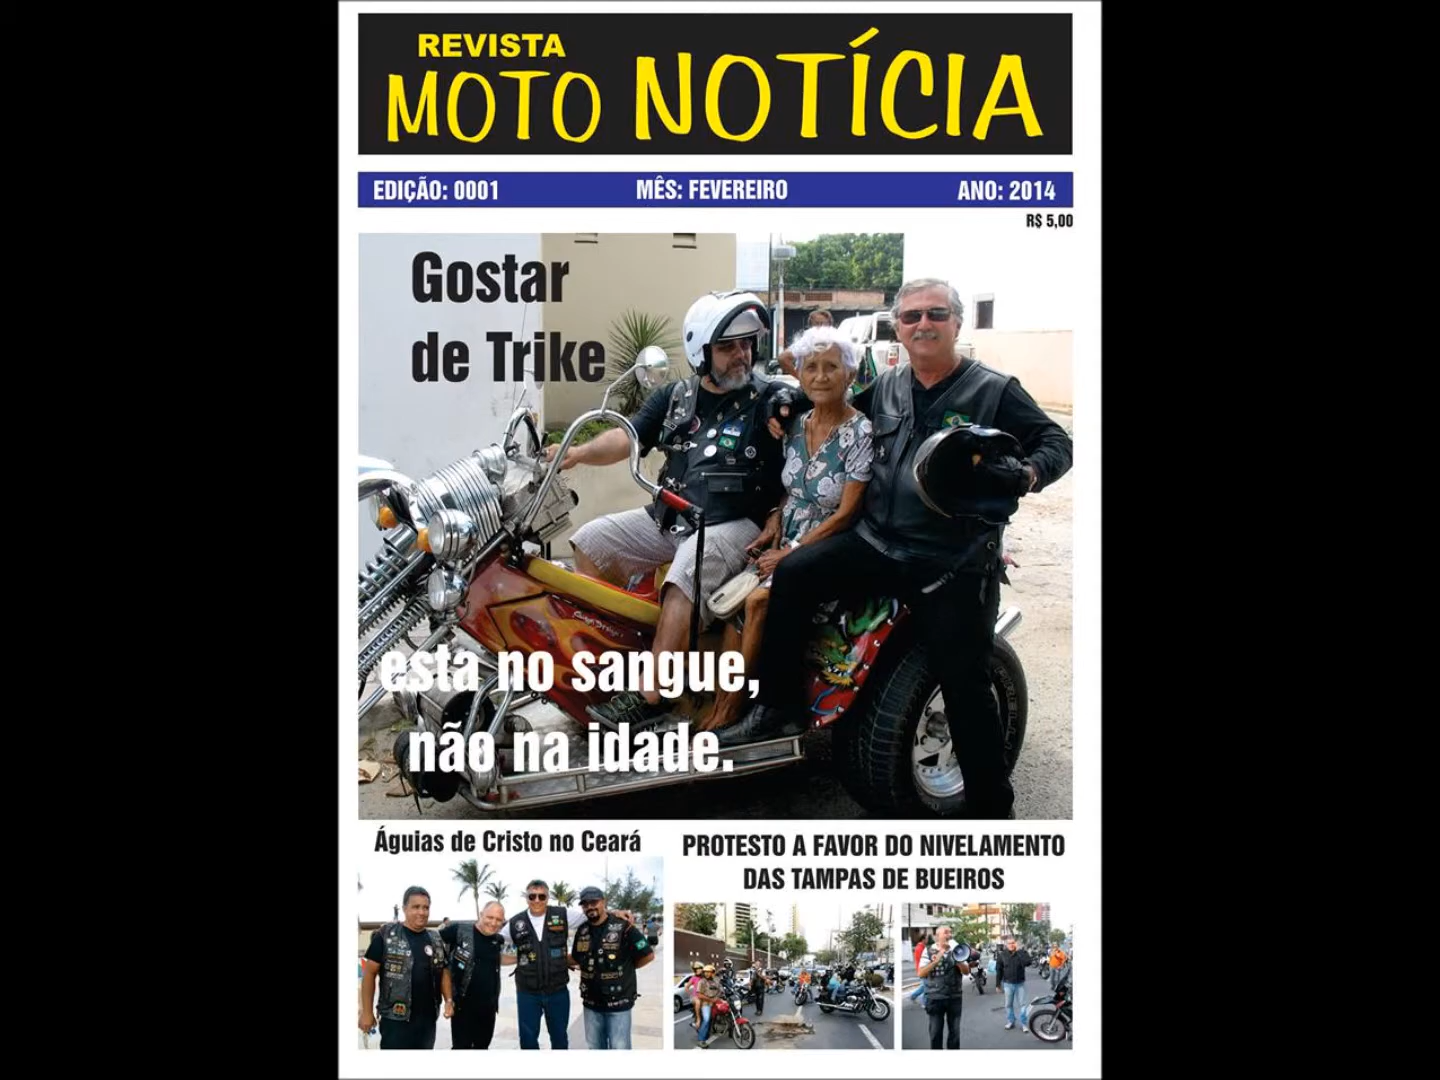 REVISTA
MOTO NOTÍCIA
EDIÇÃO: 0001 MÊS: FEVEREIRO ANO: 2014
R$ 5,00
Gostar
de Trike
esta no sangue,
não na idade.
Águias de Cristo no Ceará
PROTESTO A FAVOR DO NIVELAMENTO
DAS TAMPAS DE BUEIROS